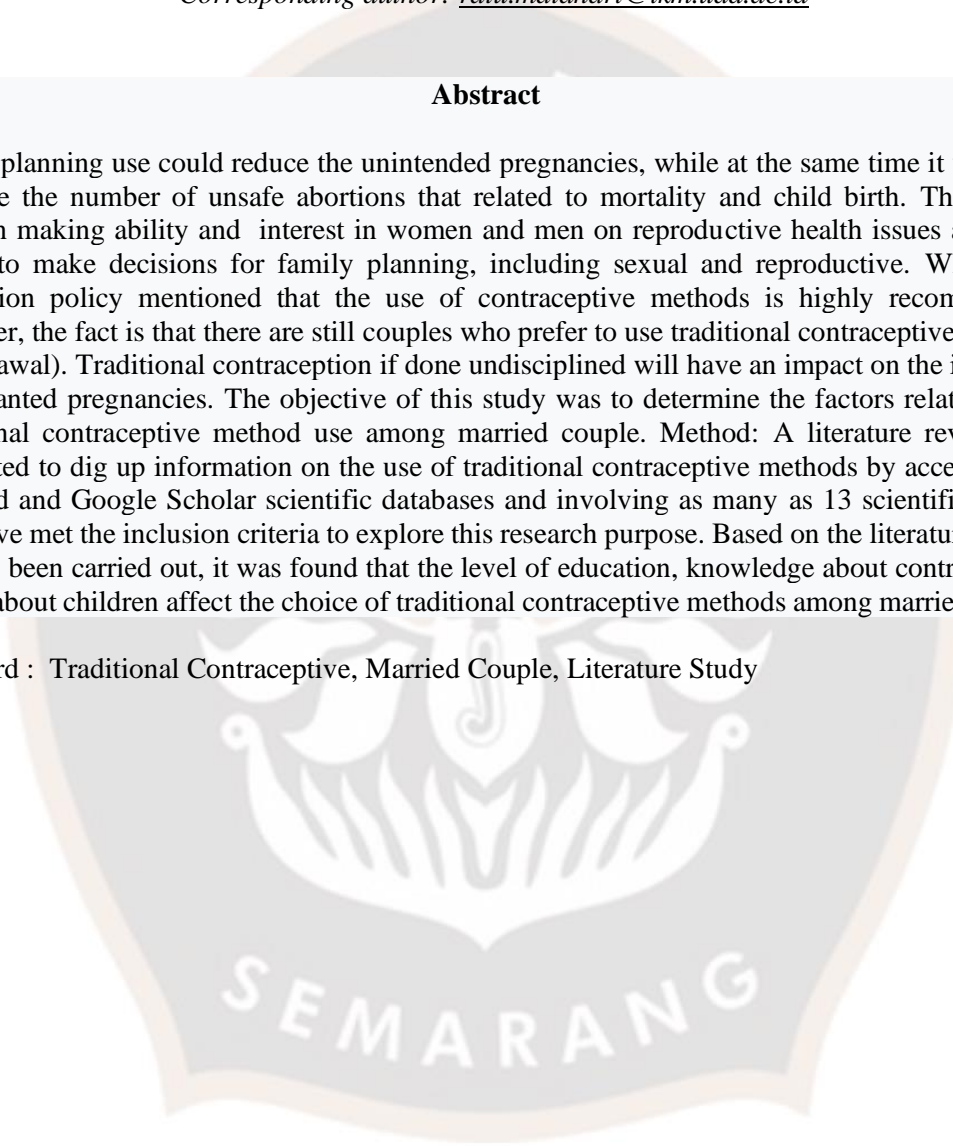 Corresponding author:
Abstract
planning use could reduce the unintended pregnancies, while at the same time it
the number of unsafe abortions that related to mortality and child birth. Th
making ability and interest in women and men on reproductive health issues
to make decisions for family planning, including sexual and reproductive. W
ion policy mentioned that the use of contraceptive methods is highly recom
er, the fact is that there are still couples who prefer to use traditional contraceptive
awal). Traditional contraception if done undisciplined will have an impact on the i
anted pregnancies. The objective of this study was to determine the factors relat
nal contraceptive method use among married couple. Method: A literature rev
ted to dig up information on the use of traditional contraceptive methods by acce
d and Google Scholar scientific databases and involving as many as 13 scientifi
ve met the inclusion criteria to explore this research purpose. Based on the literatu
been carried out, it was found that the level of education, knowledge about contr
about children affect the choice of traditional contraceptive methods among marrie
rd : Traditional Contraceptive, Married Couple, Literature Study
SEMARANG